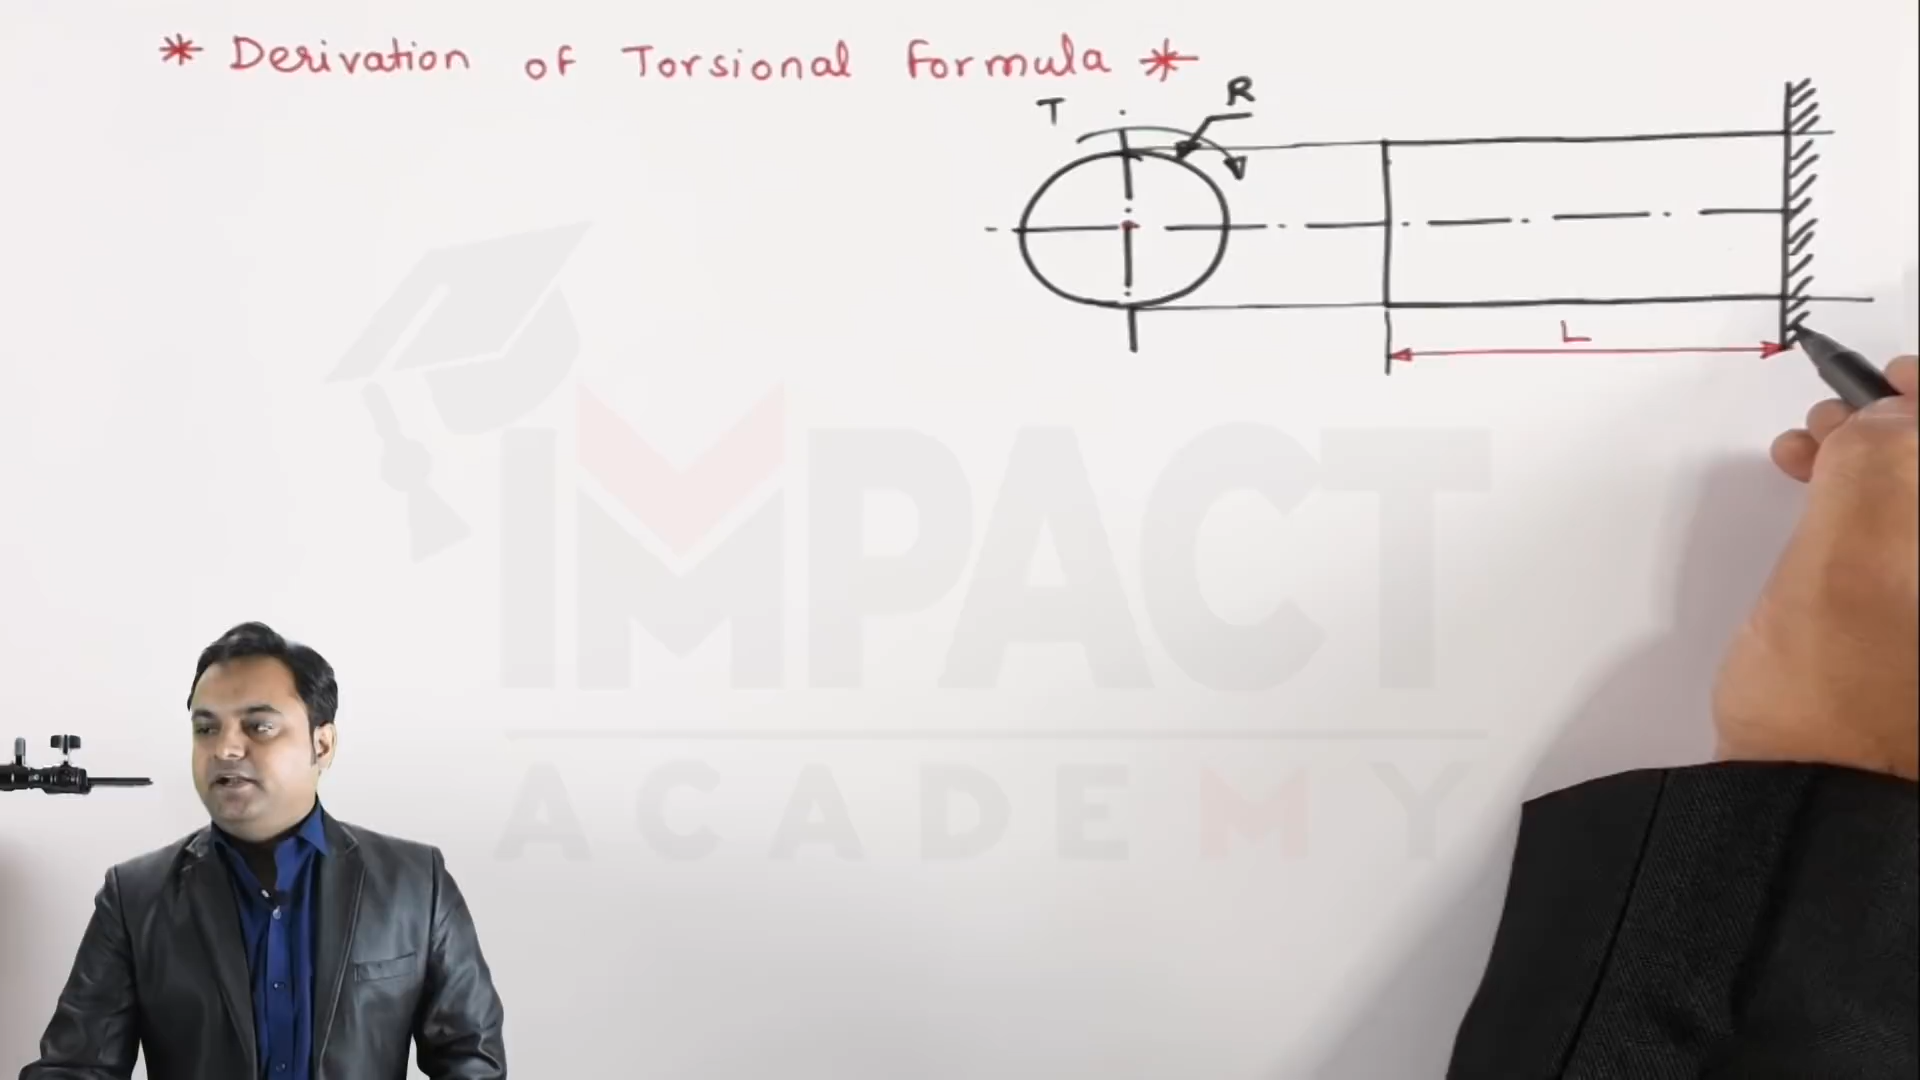 * Derivation of Torsional formula *
T
R
L
IMPACT
ACADEMY